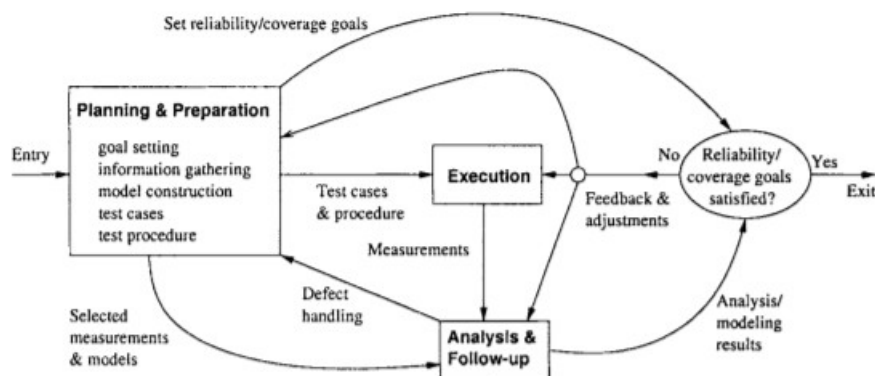 Set reliability/coverage goals
Planning & Preparation
goal setting
information gathering
model construction
test cases
test procedure
Entry
Test cases
& procedure
Execution
Measurements
No
Feedback &
adjustments
Reliability/
coverage goals
satisfied?
Yes
Exit
Defect
handling
Selected
measurements
& models
Analysis &
Follow-up
Analysis/
modeling
results